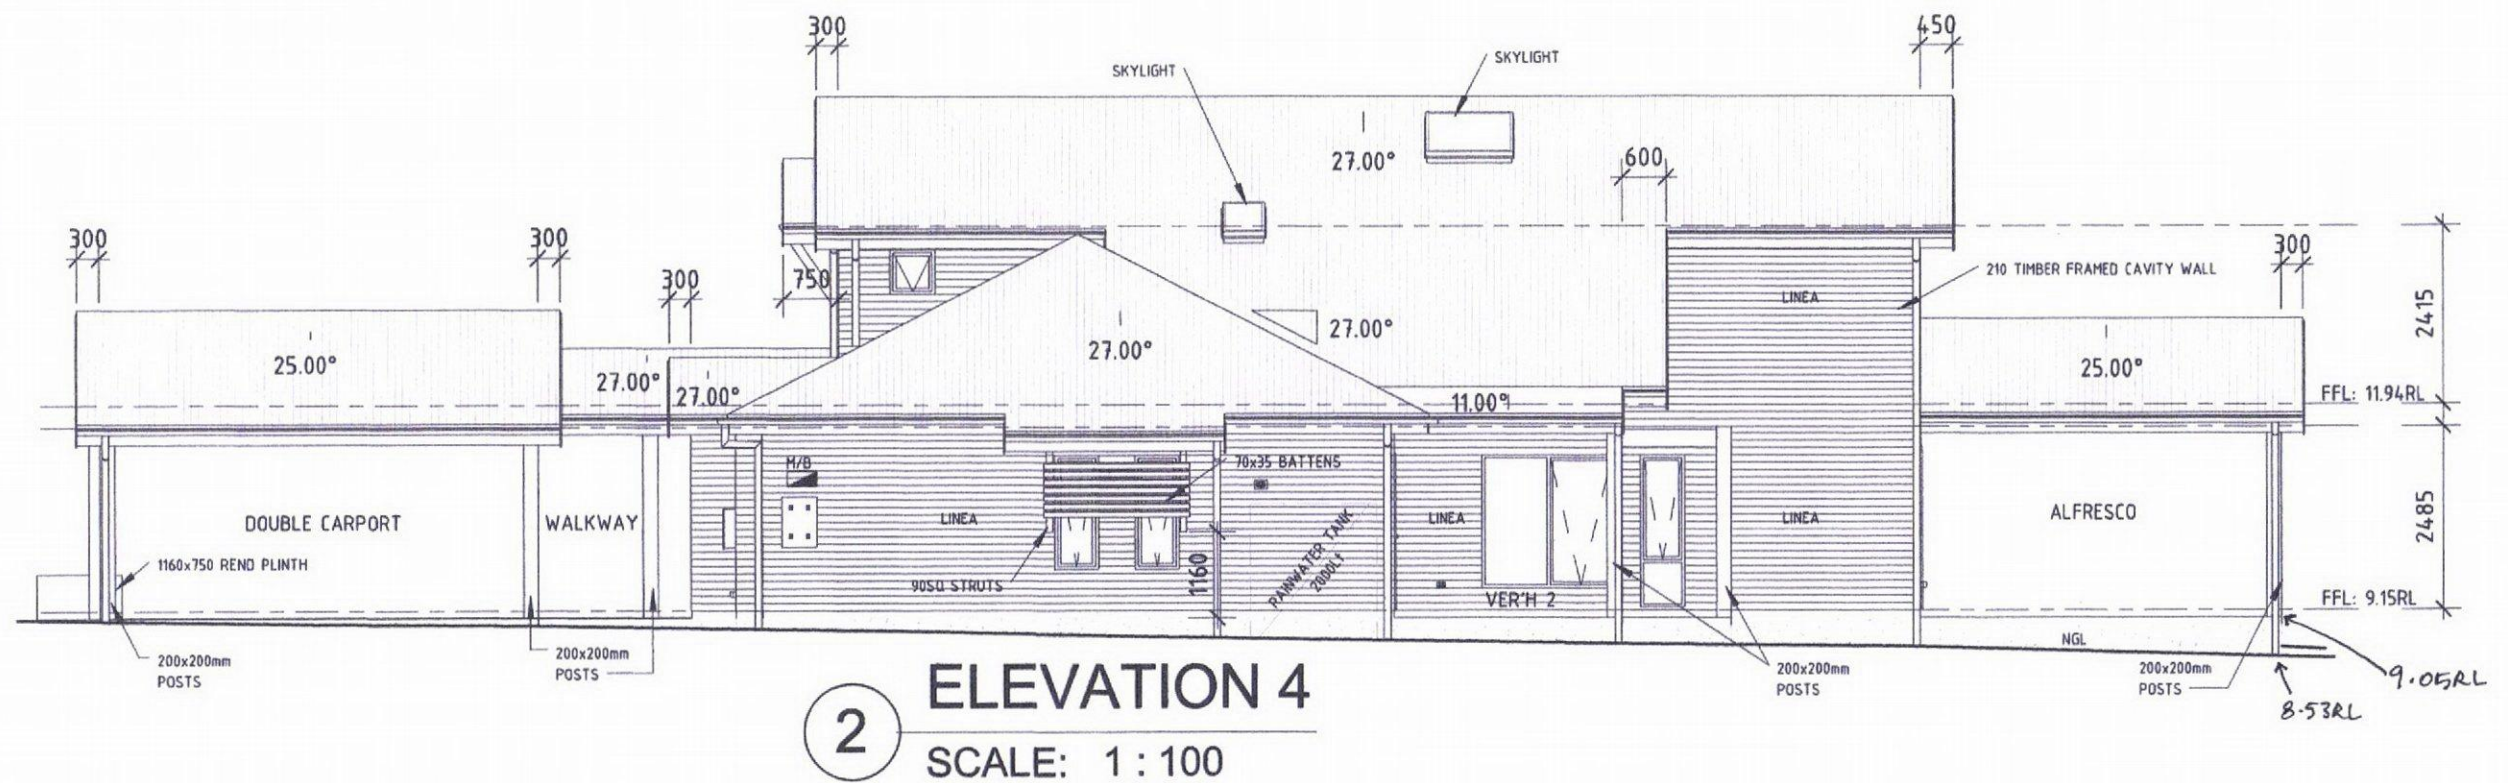 300
450
SKYLIGHT
SKYLIGHT
27.00°
600
300
300
300
750
300
210 TIMBER FRAMED CAVITY WALL
LINEA
2415
25.00°
27.00°
27.00°
27.00°
27.00°
25.00°
11.00°
FFL: 11.94RL
M/B
70x35 BATTENS
DOUBLE CARPORT
WALKWAY
LINEA
LINEA
LINEA
ALFRESCO
2485
1160x750 REND PLINTH
90SQ STRUTS
1160
RAINWATER TANK
2000Lt
VER'H 2
FFL: 9.15RL
NGL
200x200mm
POSTS
200x200mm
POSTS
200x200mm
POSTS
200x200mm
POSTS
9.05RL
8.53RL
2
ELEVATION 4
SCALE: 1 : 100